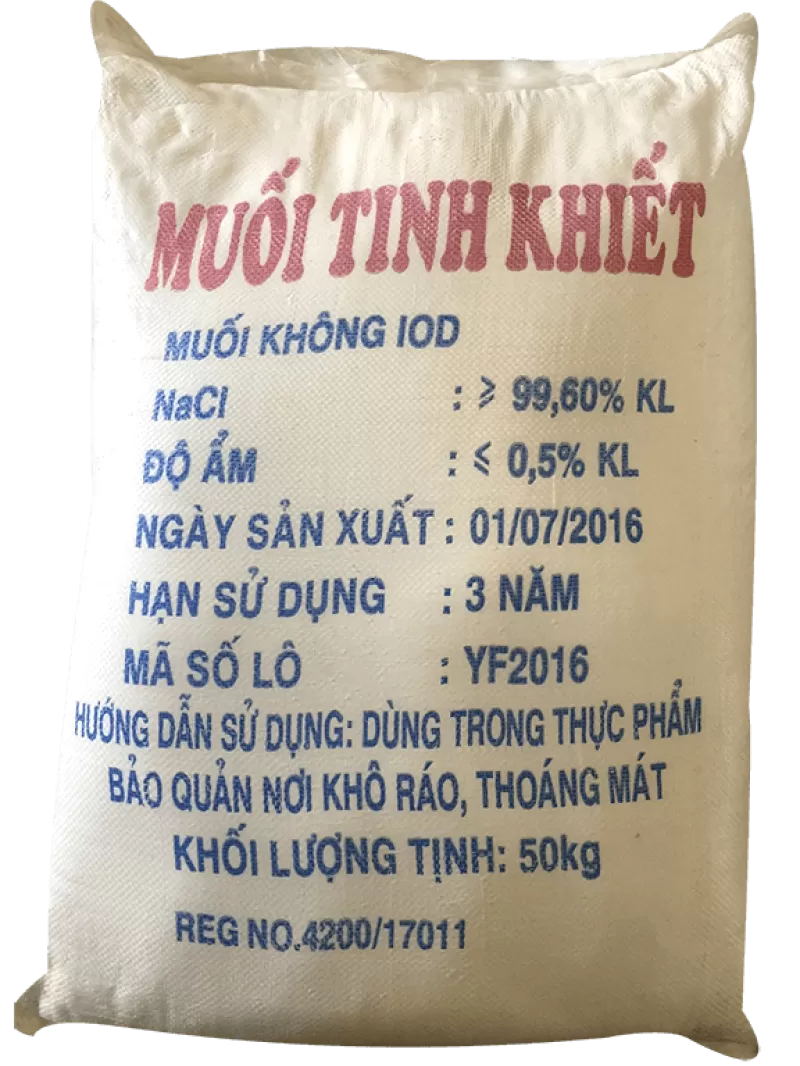 MUỐI TINH KHIẾT
MUỐI KHÔNG IOD
NaCl : ≥ 99,60% KL
ĐỘ ẨM : ≤ 0,5% KL
NGÀY SẢN XUẤT : 01/07/2016
HẠN SỬ DỤNG : 3 NĂM
MÃ SỐ LÔ : YF2016
HƯỚNG DẪN SỬ DỤNG: DÙNG TRONG THỰC PHẨM
BẢO QUẢN NƠI KHÔ RÁO, THOÁNG MÁT
KHỐI LƯỢNG TỊNH: 50kg
REG NO.4200/17011